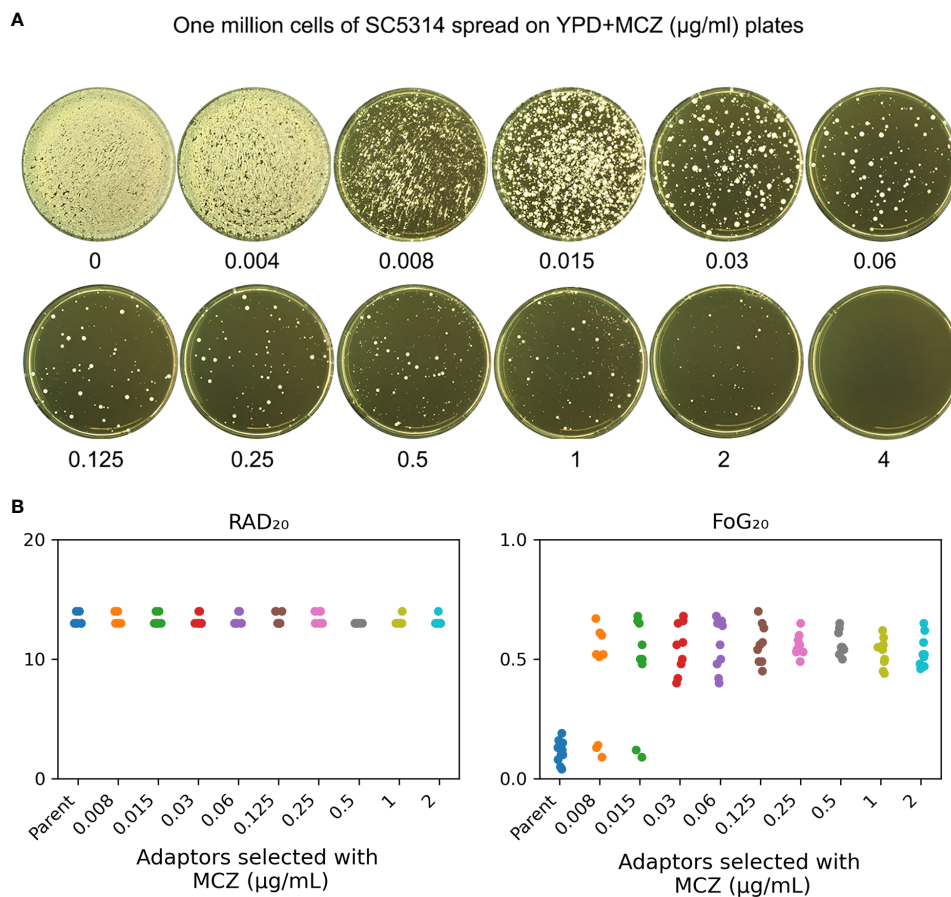 A
One million cells of SC5314 spread on YPD+MCZ (µg/ml) plates
0 0.004 0.008 0.015 0.03 0.06
0.125 0.25 0.5 1 2 4
B
RAD₂₀
20
10
0
Parent 0.008 0.015 0.03 0.06 0.125 0.25 0.5 1 2
Adaptors selected with
MCZ (µg/mL)
FoG₂₀
1.0
0.5
0.0
Parent 0.008 0.015 0.03 0.06 0.125 0.25 0.5 1 2
Adaptors selected with
MCZ (µg/mL)